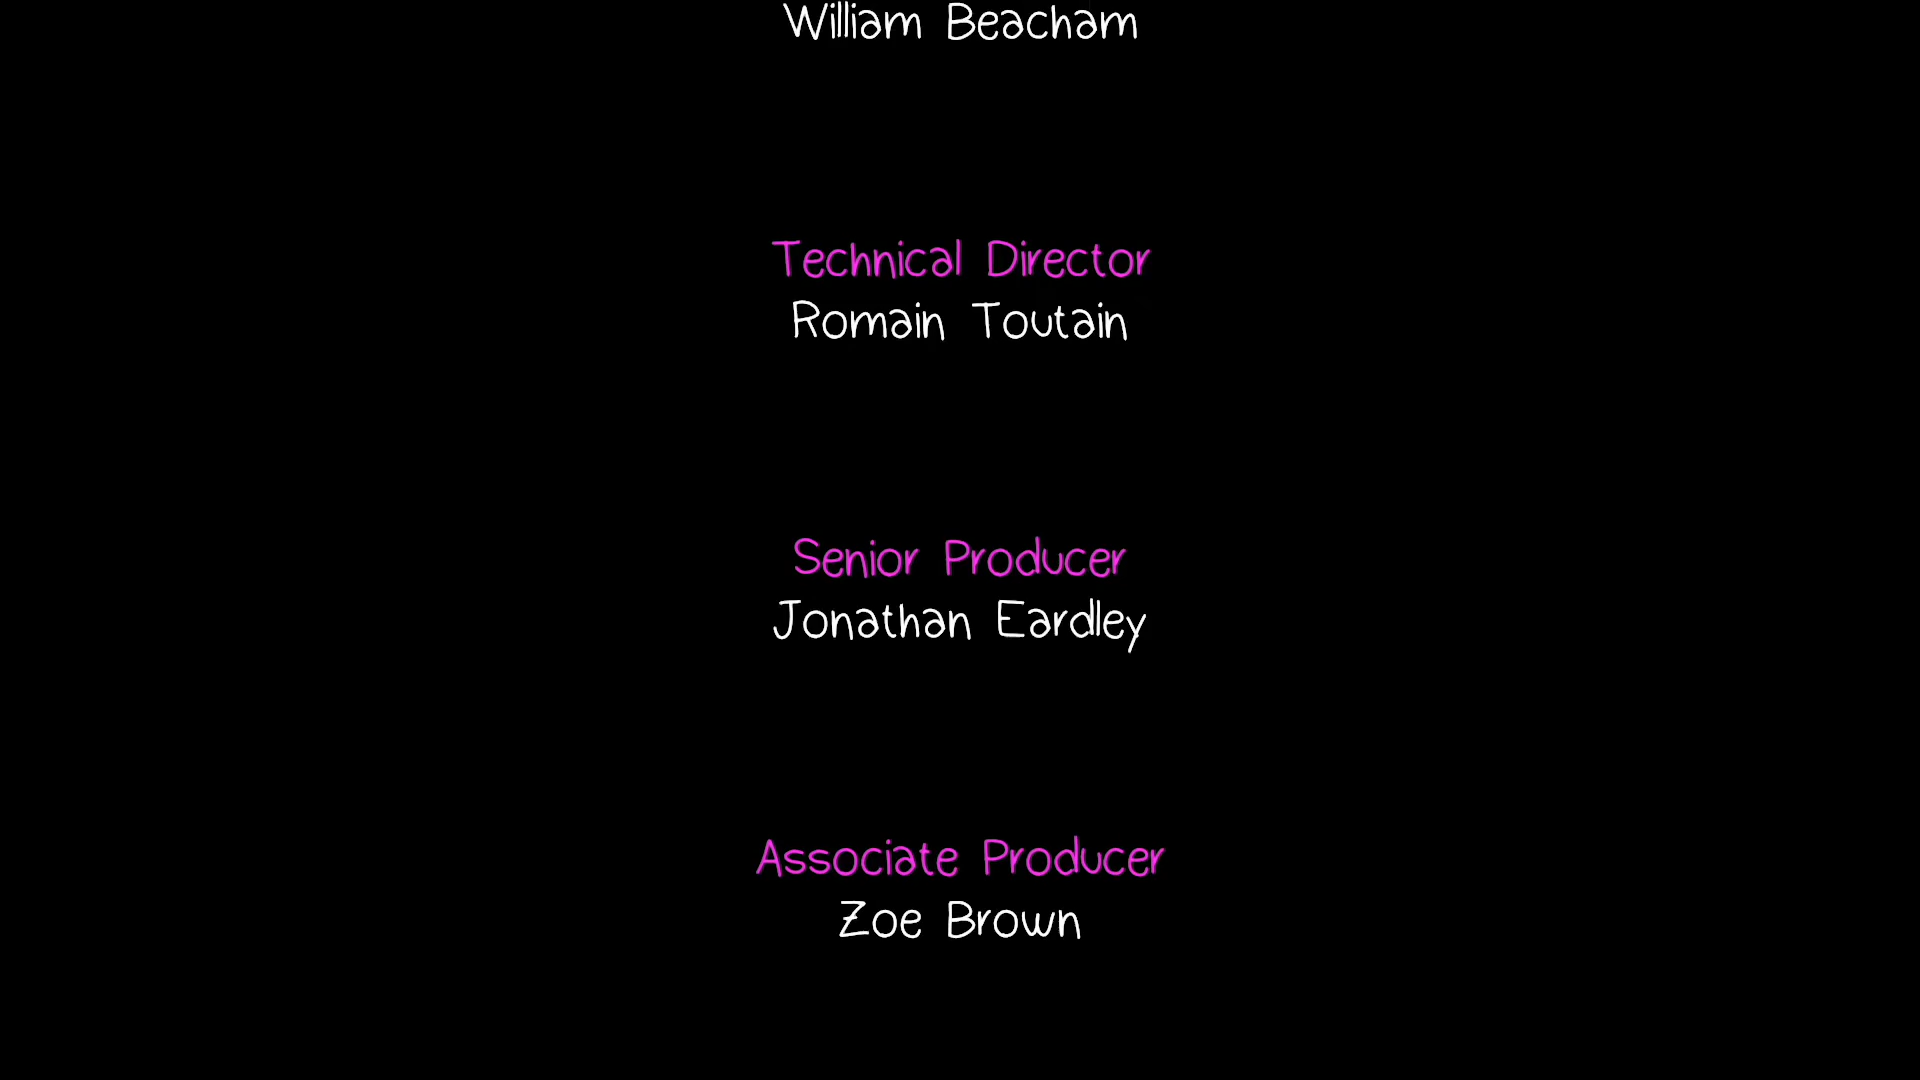 William Beacham
Technical Director
Romain Toutain
Senior Producer
Jonathan Eardley
Associate Producer
Zoe Brown